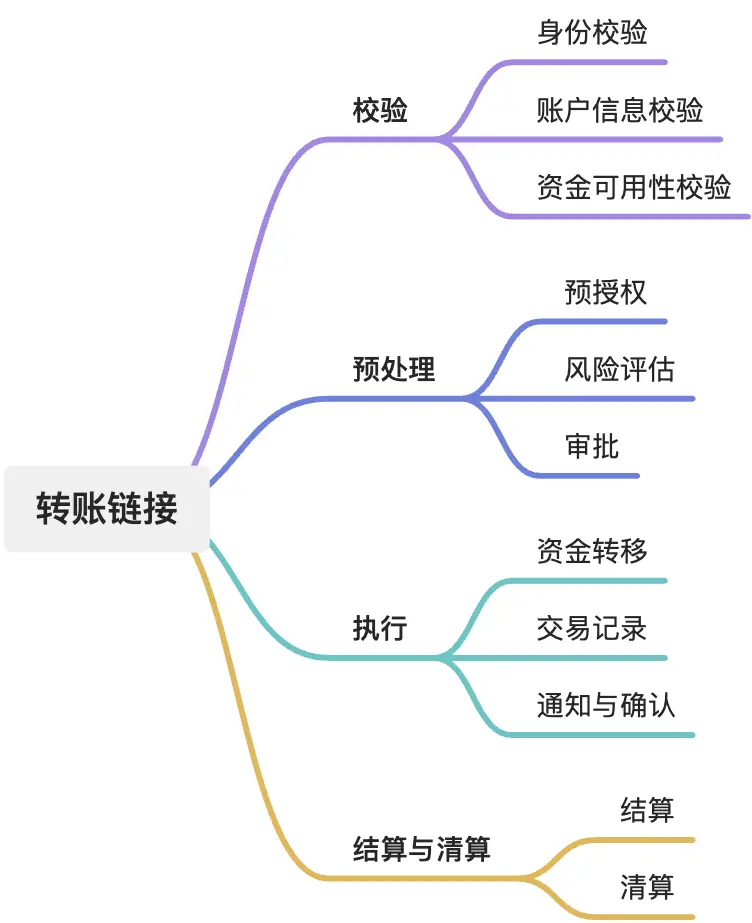 转账链接
校验
身份校验
账户信息校验
资金可用性校验
预处理
预授权
风险评估
审批
执行
资金转移
交易记录
通知与确认
结算与清算
结算
清算